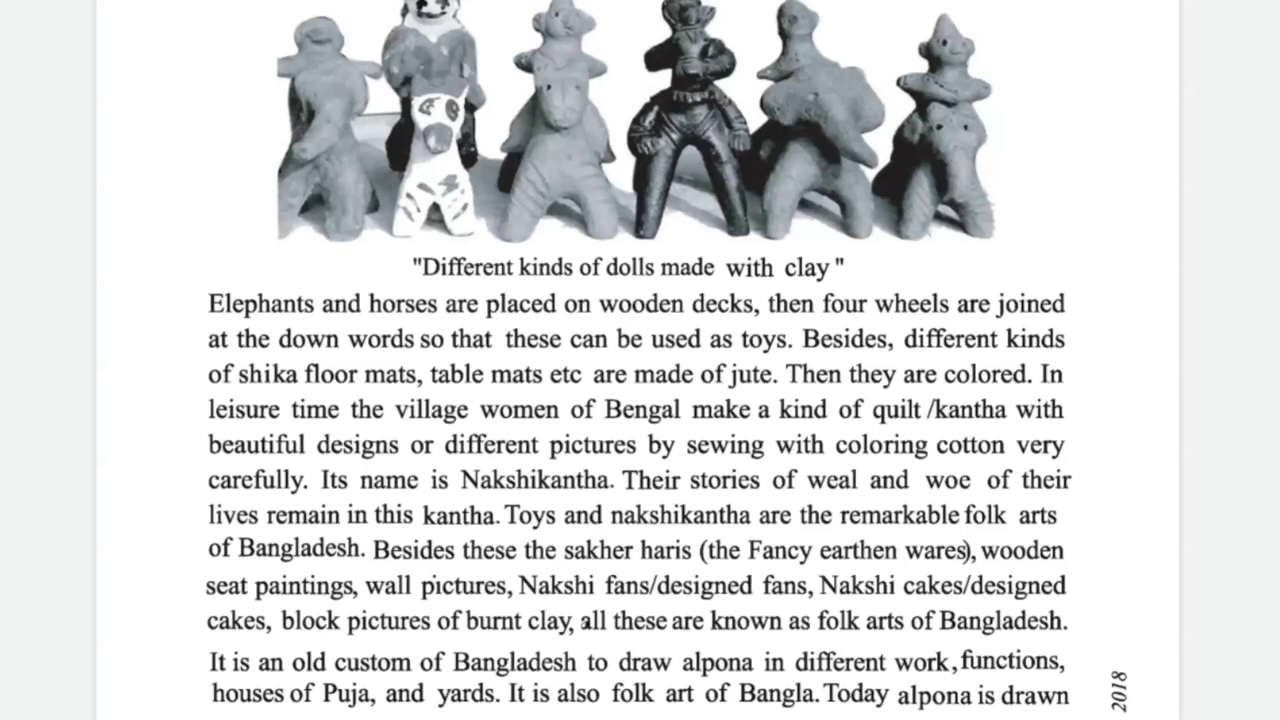 "Different kinds of dolls made with clay"
Elephants and horses are placed on wooden decks, then four wheels are joined
at the down words so that these can be used as toys. Besides, different kinds
of shika floor mats, table mats etc are made of jute. Then they are colored. In
leisure time the village women of Bengal make a kind of quilt /kantha with
beautiful designs or different pictures by sewing with coloring cotton very
carefully. Its name is Nakshikantha. Their stories of weal and woe of their
lives remain in this kantha. Toys and nakshikantha are the remarkable folk arts
of Bangladesh. Besides these the sakher haris (the Fancy earthen wares), wooden
seat paintings, wall pictures, Nakshi fans/designed fans, Nakshi cakes/designed
cakes, block pictures of burnt clay, all these are known as folk arts of Bangladesh.
It is an old custom of Bangladesh to draw alpona in different work, functions,
houses of Puja, and yards. It is also folk art of Bangla. Today alpona is drawn
2018